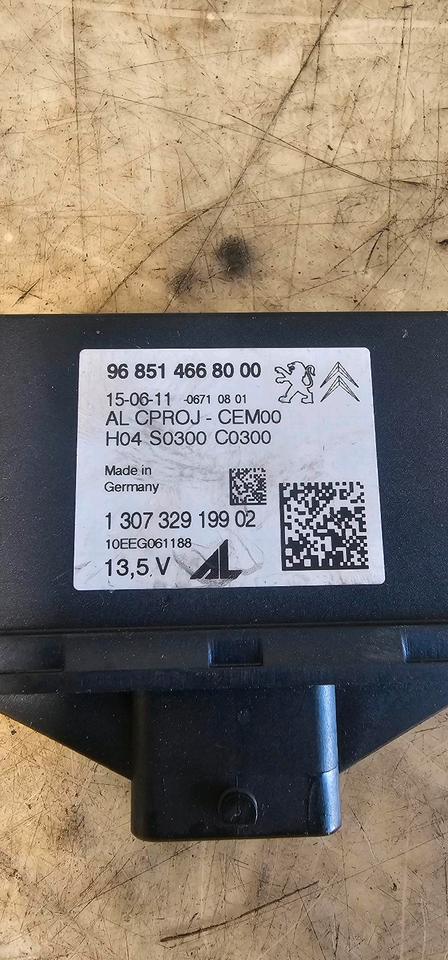 96 851 466 80 00
15-06-11 -0671 08 01
AL CPROJ - CEM00
H04 S0300 C0300
Made in
Germany
1 307 329 199 02
10EEG061188
13,5 V AL